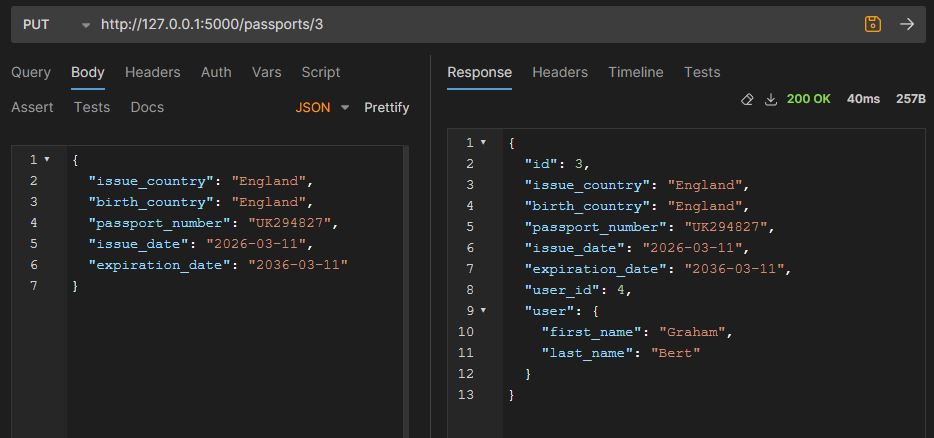 PUT http://127.0.0.1:5000/passports/3
Query Body Headers Auth Vars Script
Assert Tests Docs JSON Prettify
1 {
2 "issue_country": "England",
3 "birth_country": "England",
4 "passport_number": "UK294827",
5 "issue_date": "2026-03-11",
6 "expiration_date": "2036-03-11"
7 }
Response Headers Timeline Tests
200 OK 40ms 257B
1 {
2 "id": 3,
3 "issue_country": "England",
4 "birth_country": "England",
5 "passport_number": "UK294827",
6 "issue_date": "2026-03-11",
7 "expiration_date": "2036-03-11",
8 "user_id": 4,
9 "user": {
10 "first_name": "Graham",
11 "last_name": "Bert"
12 }
13 }